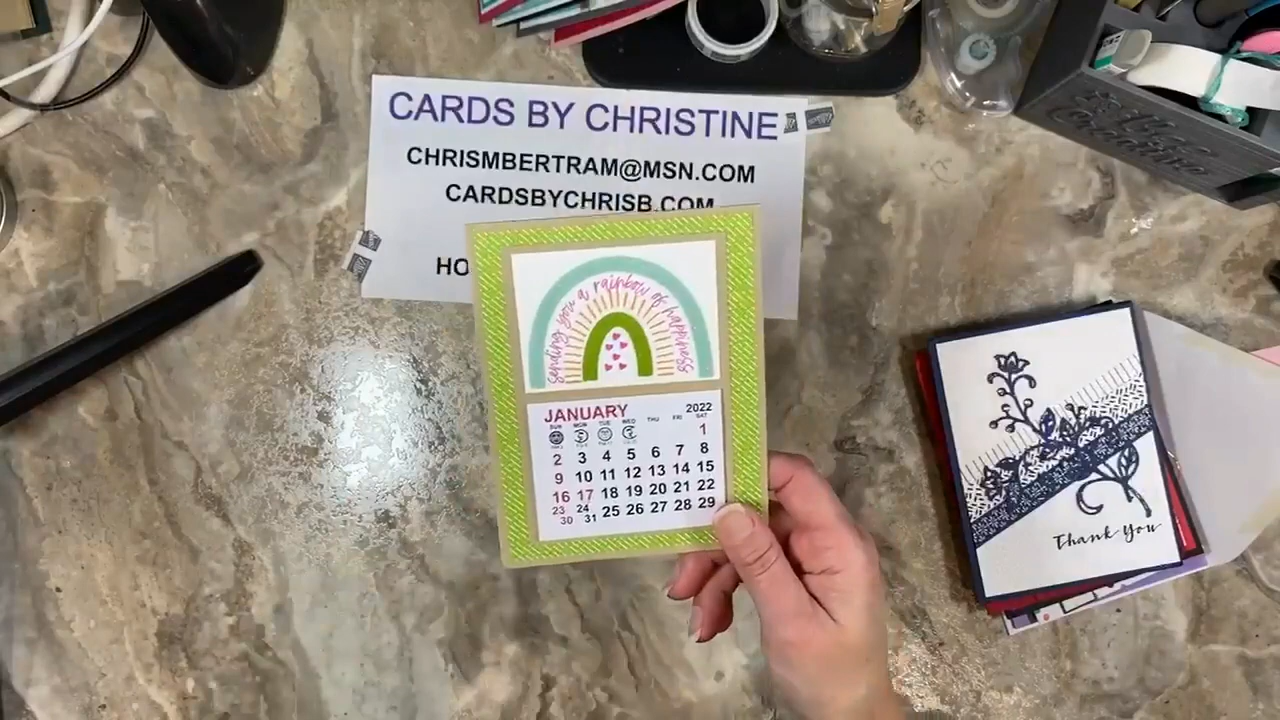 CARDS BY CHRISTINE
CHRISMBERTRAM@MSN.COM
CARDSBYCHRISB.COM
HO
sending you a rainbow of happiness
JANUARY 2022
SUN MON TUE WED THU FRI SAT
1
2 3 4 5 6 7 8
9 10 11 12 13 14 15
16 17 18 19 20 21 22
23 24 25 26 27 28 29
30 31
Thank You